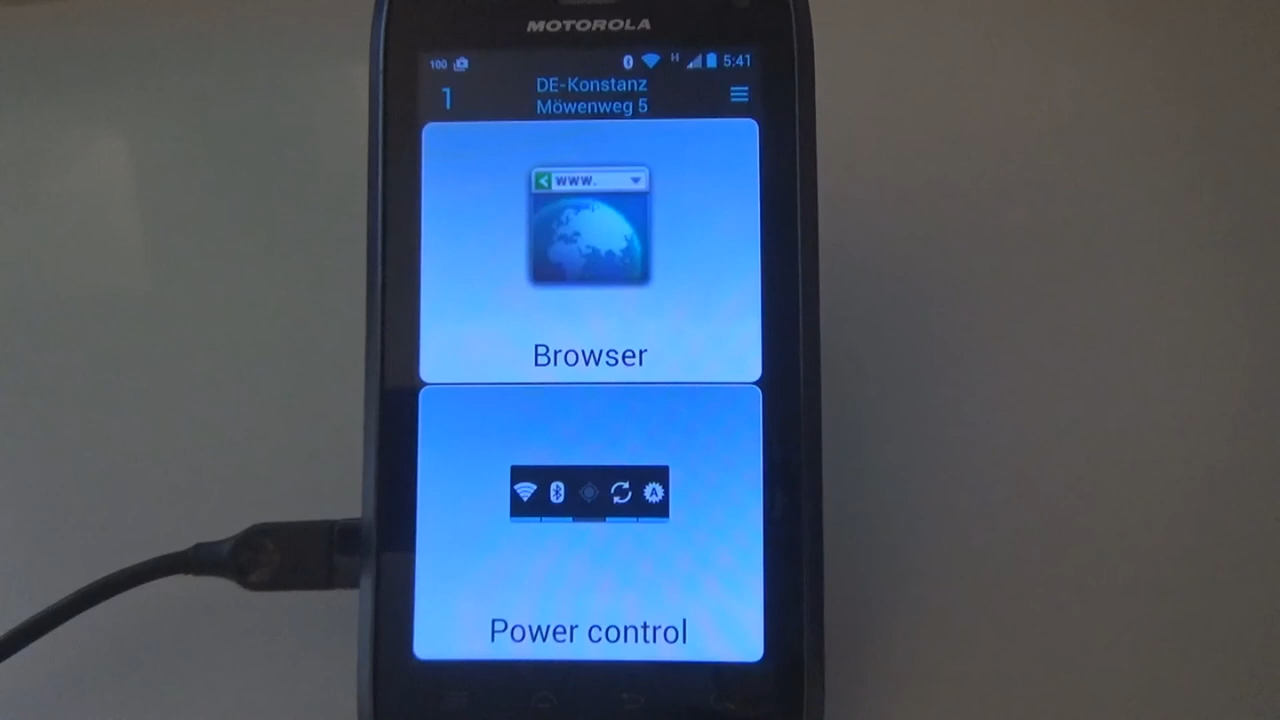 MOTOROLA
100 H 5:41
1 DE-Konstanz
Möwenweg 5
www.
Browser
A
Power control